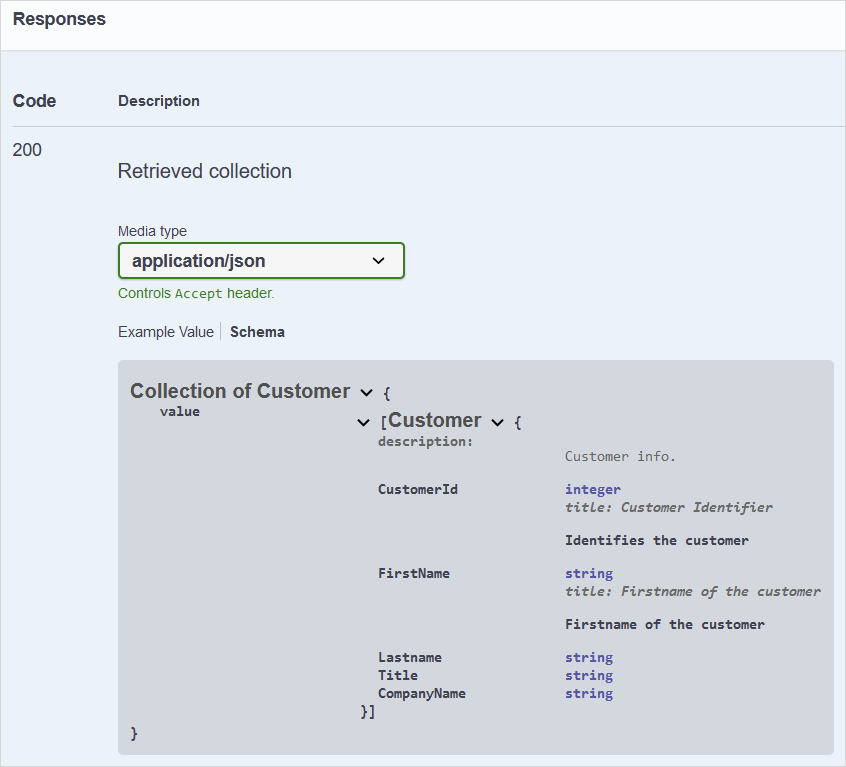 Responses
Code Description
200
Retrieved collection
Media type
application/json
Controls Accept header.
Example Value Schema
Collection of Customer {
value
[Customer {
description:
Customer info.
CustomerId integer
title: Customer Identifier
Identifies the customer
FirstName string
title: Firstname of the customer
Firstname of the customer
Lastname string
Title string
CompanyName string
}]
}